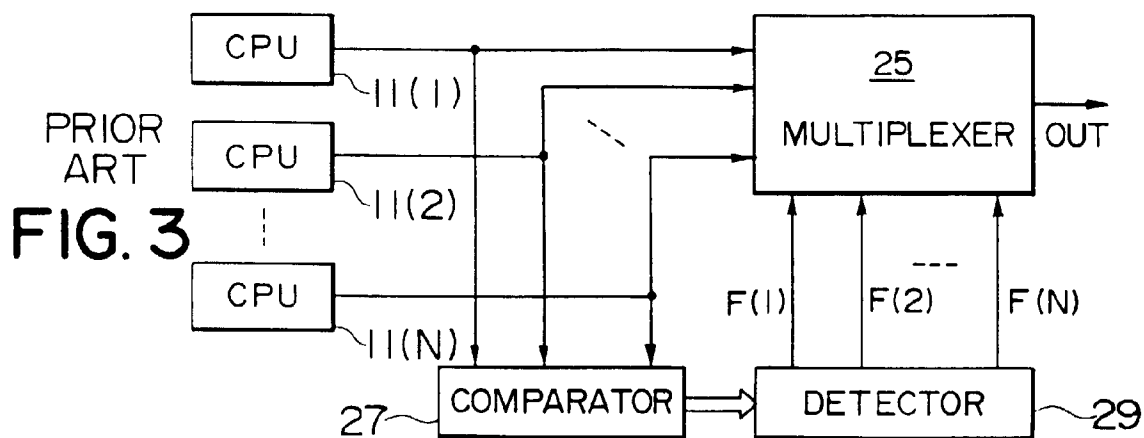 CPU
11(1)
25
MULTIPLEXER
OUT
PRIOR
ART
FIG. 3
CPU
11(2)
CPU
11(N)
F(1)
F(2)
F(N)
COMPARATOR
27
DETECTOR
29